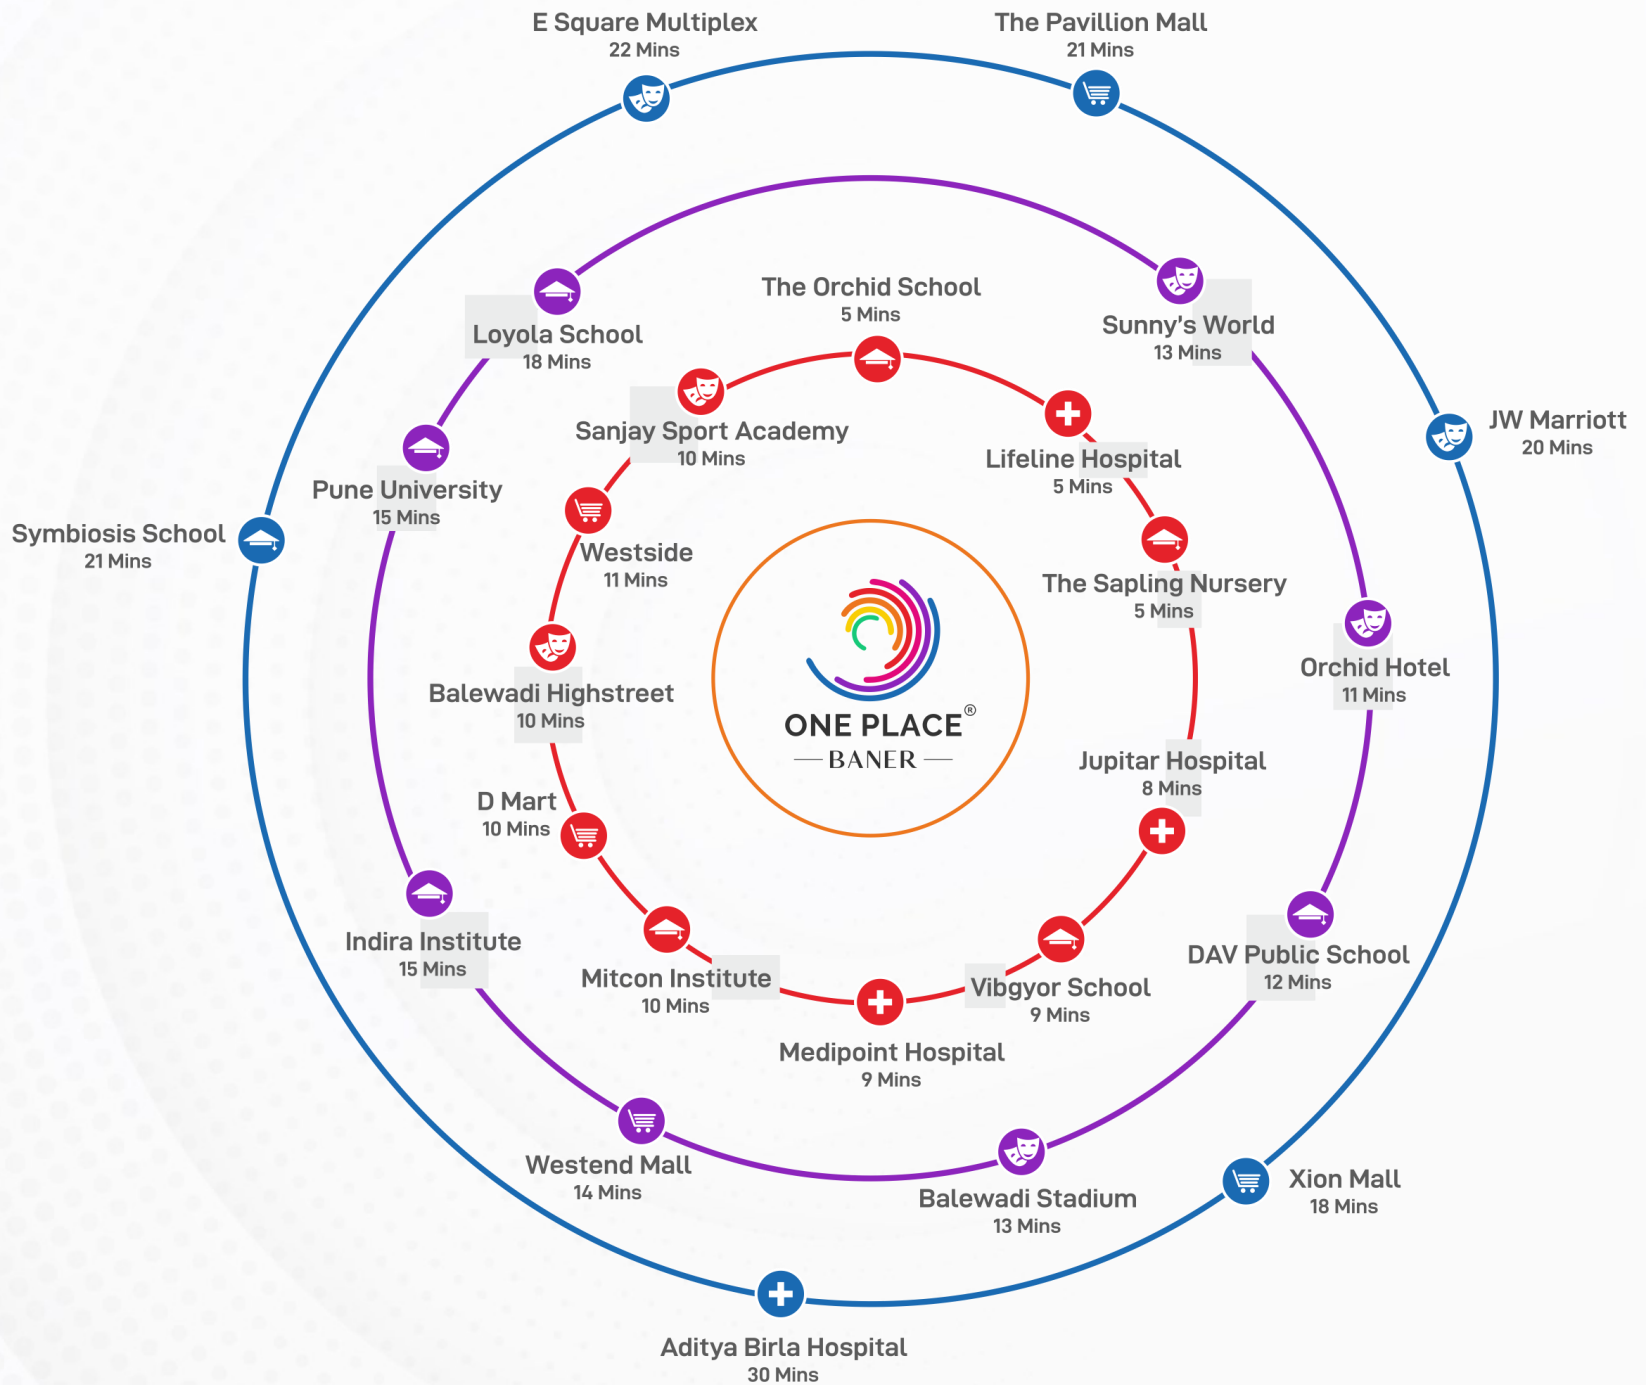 E Square Multiplex
22 Mins
The Pavillion Mall
21 Mins
Loyola School
18 Mins
The Orchid School
5 Mins
Sunny's World
13 Mins
JW Marriott
20 Mins
Sanjay Sport Academy
10 Mins
Lifeline Hospital
5 Mins
Pune University
15 Mins
Symbiosis School
21 Mins
Westside
11 Mins
The Sapling Nursery
5 Mins
Orchid Hotel
11 Mins
Balewadi Highstreet
10 Mins
ONE PLACE®
BANER
Jupitar Hospital
8 Mins
D Mart
10 Mins
Indira Institute
15 Mins
Mitcon Institute
10 Mins
Vibgyor School
9 Mins
DAV Public School
12 Mins
Medipoint Hospital
9 Mins
Westend Mall
14 Mins
Balewadi Stadium
13 Mins
Xion Mall
18 Mins
Aditya Birla Hospital
30 Mins